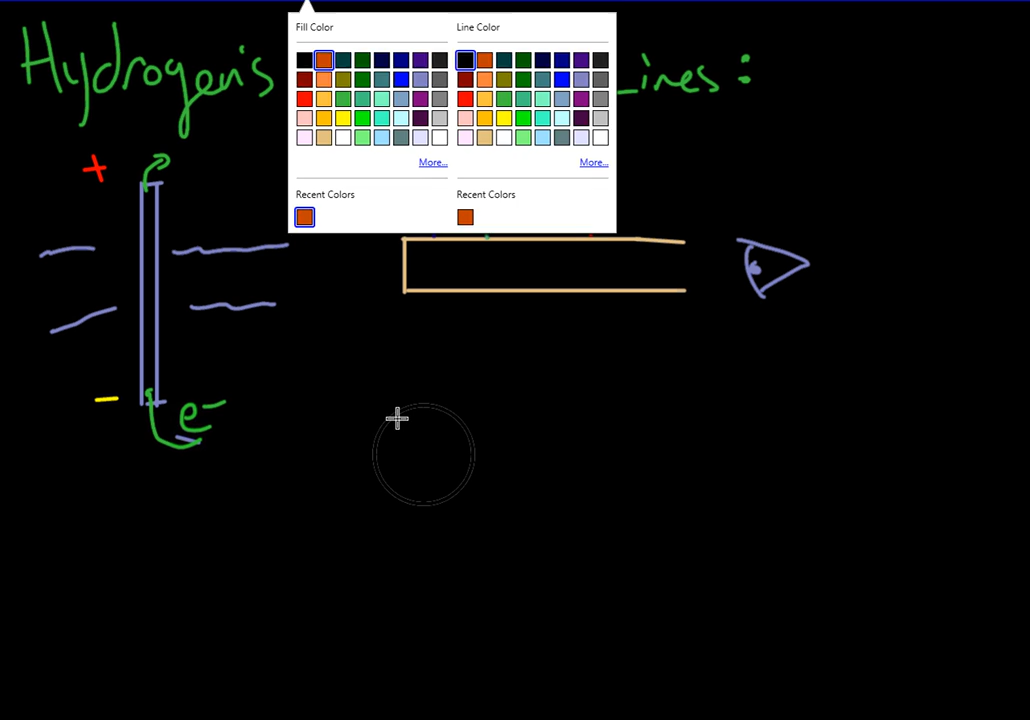 Fill Color
Line Color
Hydrogen's
Lines :
More...
More...
Recent Colors
Recent Colors
+
-
e-